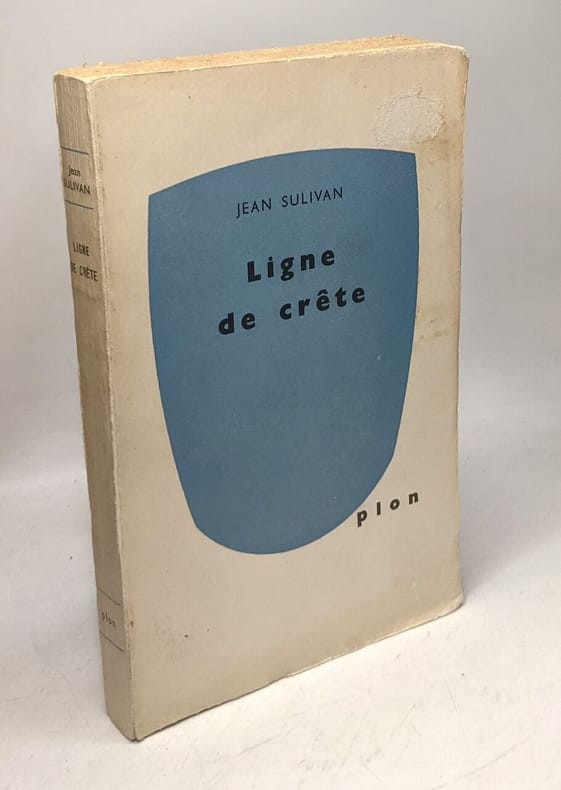 Jean
SULIVAN
LIGNE
DE CRÊTE
plon
JEAN SULIVAN
Ligne
de crête
plon